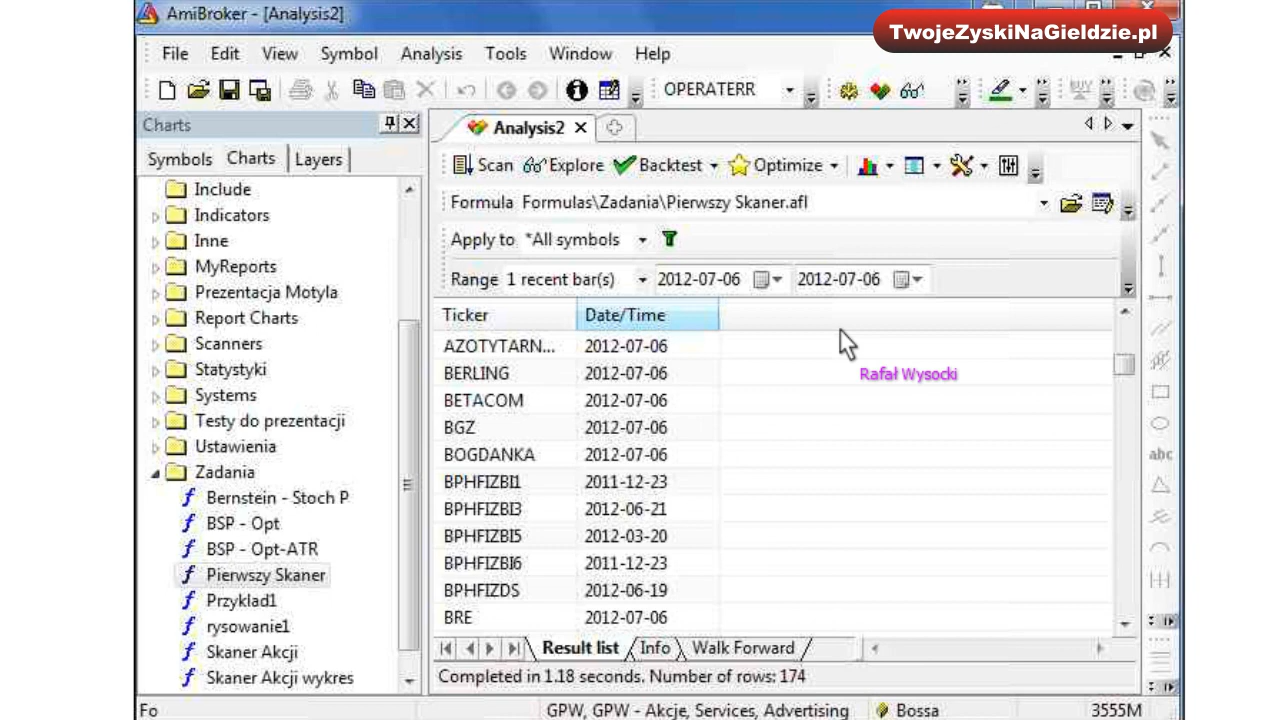 AmiBroker - [Analysis2]
TwojeZyskiNaGieldzie.pl
File Edit View Symbol Analysis Tools Window Help
OPERATERR
Charts
Analysis2
Symbols Charts Layers
Scan Explore Backtest Optimize
Include
Formula Formulas\Zadania\Pierwszy Skaner.afl
Indicators
Inne
Apply to *All symbols
MyReports
Range 1 recent bar(s) 2012-07-06 2012-07-06
Prezentacja Motyla
Report Charts
Ticker Date/Time
Scanners
AZOTYTARN... 2012-07-06
Statystyki
BERLING 2012-07-06
Rafał Wysocki
Systems
BETACOM 2012-07-06
Testy do prezentacji
BGZ 2012-07-06
Ustawienia
BOGDANKA 2012-07-06
abc
Zadania
BPHFIZBI1 2011-12-23
Bernstein - Stoch P
BPHFIZBI3 2012-06-21
BSP - Opt
BPHFIZBI5 2012-03-20
BSP - Opt-ATR
BPHFIZBI6 2011-12-23
Pierwszy Skaner
BPHFIZDS 2012-06-19
Przyklad1
BRE 2012-07-06
rysowanie1
Skaner Akcji
Result list Info Walk Forward
Skaner Akcji wykres
Completed in 1.18 seconds. Number of rows: 174
Fo GPW, GPW - Akcje, Services, Advertising Bossa 3555M